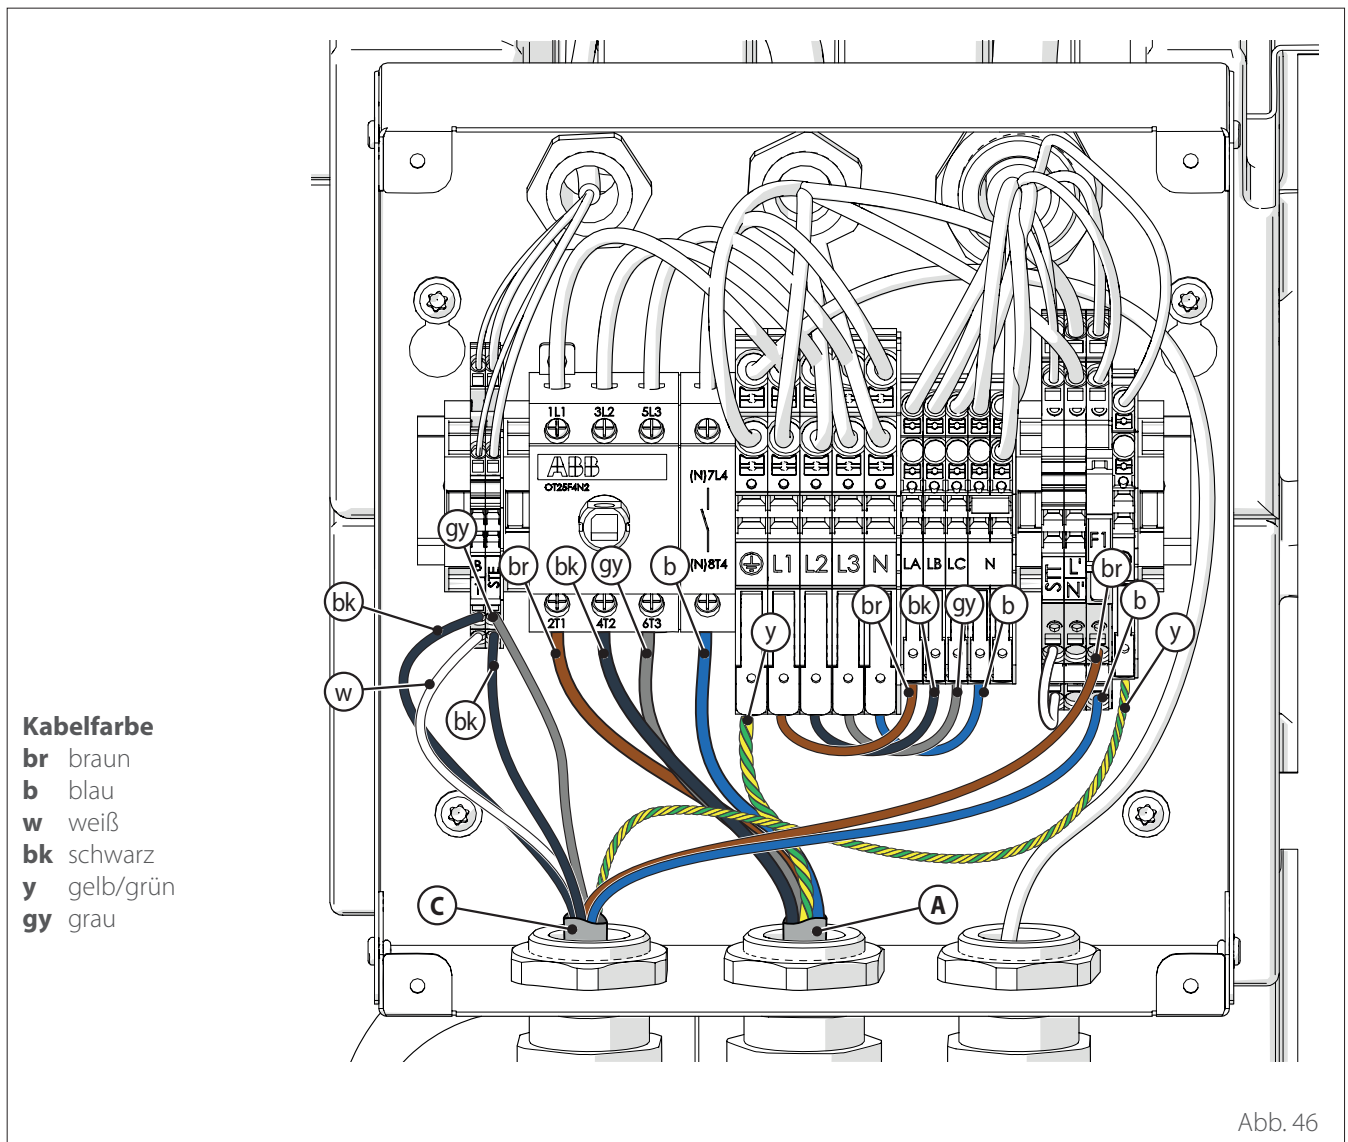 1L1 3L2 5L3
ABB
OT25F4N2
(N)7L4
(N)8T4
2T1 4T2 6T3
L1 L2 L3 N
LA LB LC N
STT L' N' F1
B STE
gy br bk gy b
br bk gy b
br b y
y
bk
w
bk
C A
Kabelfarbe
br braun
b blau
w weiß
bk schwarz
y gelb/grün
gy grau
Abb. 46